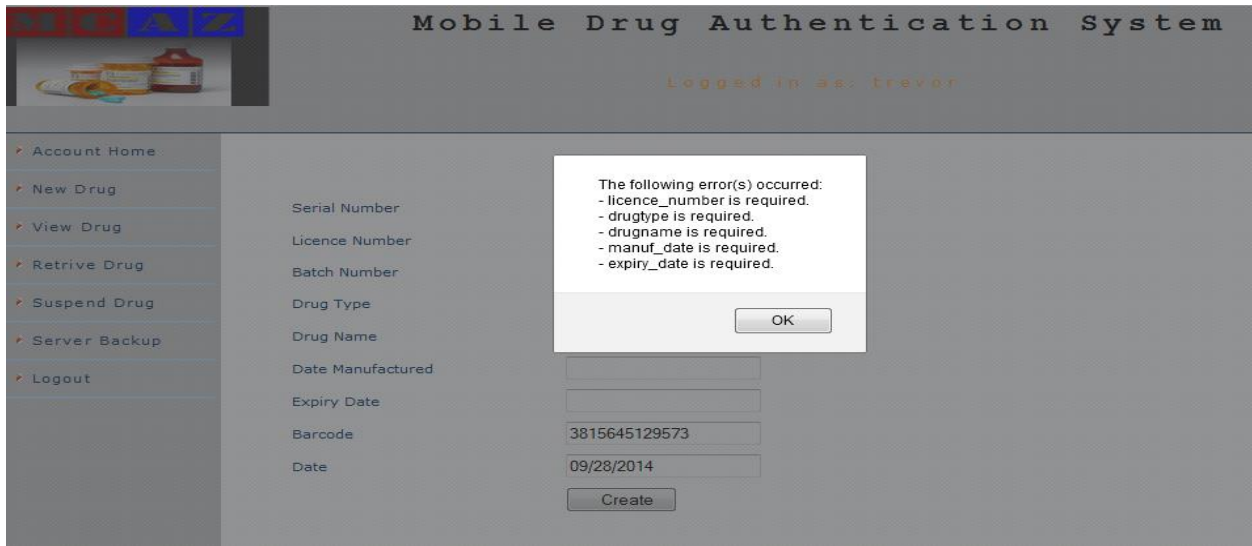 MCAZ
Mobile Drug Authentication System
Logged in as: trevor
Account Home
New Drug
View Drug
Retrive Drug
Suspend Drug
Server Backup
Logout
Serial Number
Licence Number
Batch Number
Drug Type
Drug Name
Date Manufactured
Expiry Date
Barcode 3815645129573
Date 09/28/2014
Create
The following error(s) occurred:
- licence_number is required.
- drugtype is required.
- drugname is required.
- manuf_date is required.
- expiry_date is required.
OK